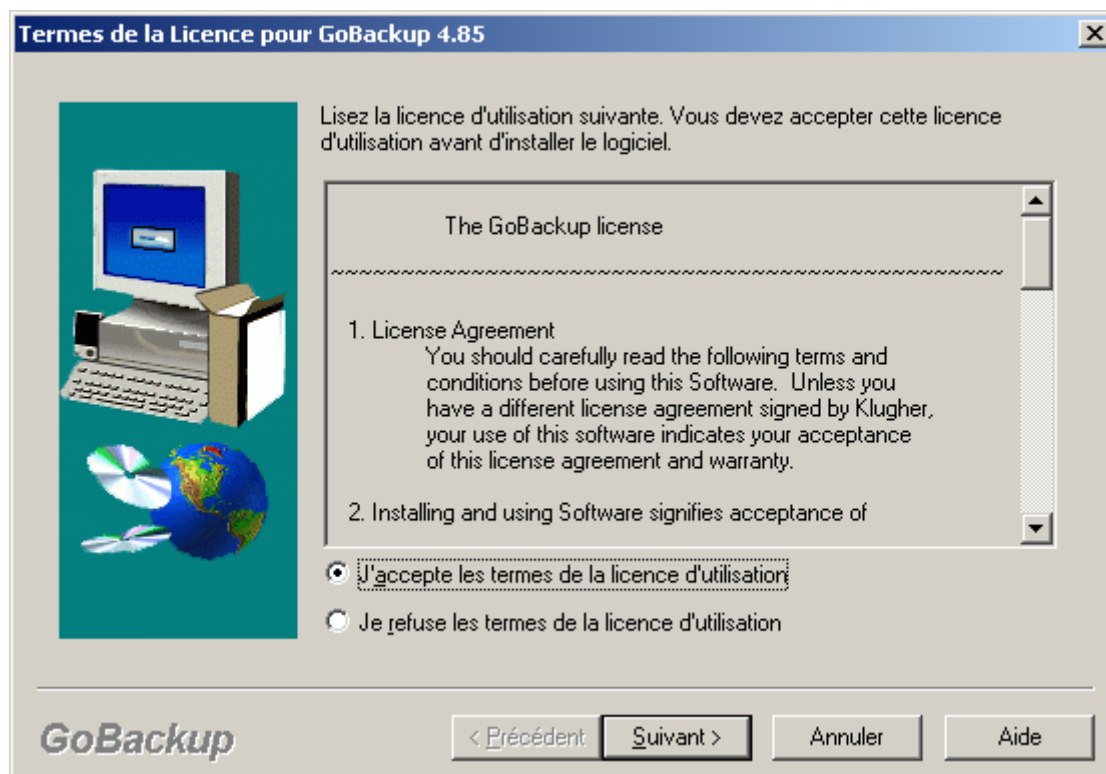 Termes de la Licence pour GoBackup 4.85
Lisez la licence d'utilisation suivante. Vous devez accepter cette licence
d'utilisation avant d'installer le logiciel.
The GoBackup license
~~~~~~~~~~~~~~~~~~~~~~~~~~~~~~~~~~~~~~~~~~~~~~~~
1. License Agreement
You should carefully read the following terms and
conditions before using this Software.  Unless you
have a different license agreement signed by Klugher,
your use of this software indicates your acceptance
of this license agreement and warranty.
2. Installing and using Software signifies acceptance of
J'accepte les termes de la licence d'utilisation
Je refuse les termes de la licence d'utilisation
GoBackup
< Précédent
Suivant >
Annuler
Aide